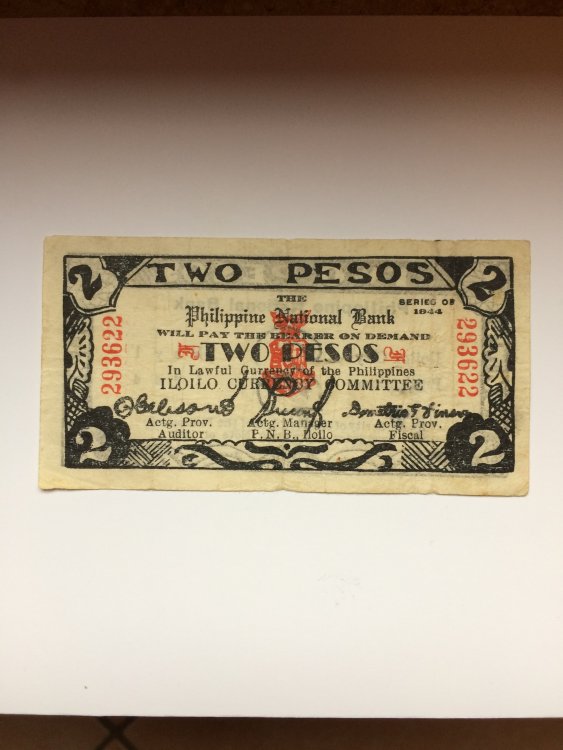 2 TWO PESOS 2
THE
SERIES OF 1944
Philippine National Bank
WILL PAY THE BEARER ON DEMAND
293622 F TWO PESOS F 293622
In Lawful Currency of the Philippines
ILOILO CURRENCY COMMITTEE
Actg. Prov. Auditor
Actg. Manager P. N. B., Iloilo
Actg. Prov. Fiscal
2 2